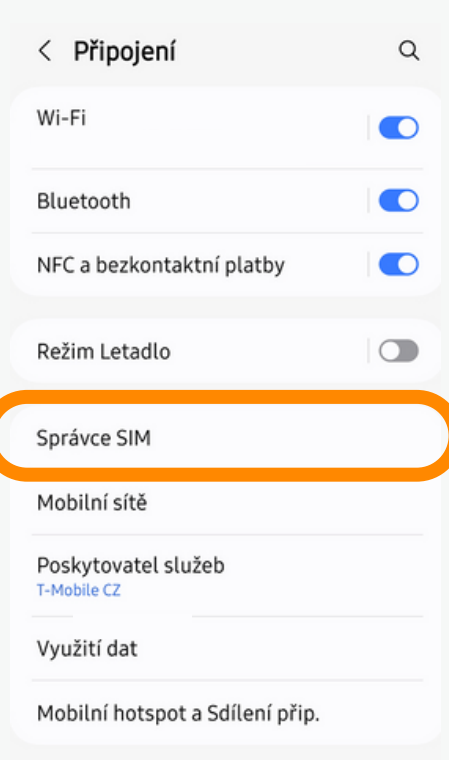 Připojení
Wi-Fi
Bluetooth
NFC a bezkontaktní platby
Režim Letadlo
Správce SIM
Mobilní sítě
Poskytovatel služeb
T-Mobile CZ
Využití dat
Mobilní hotspot a Sdílení přip.